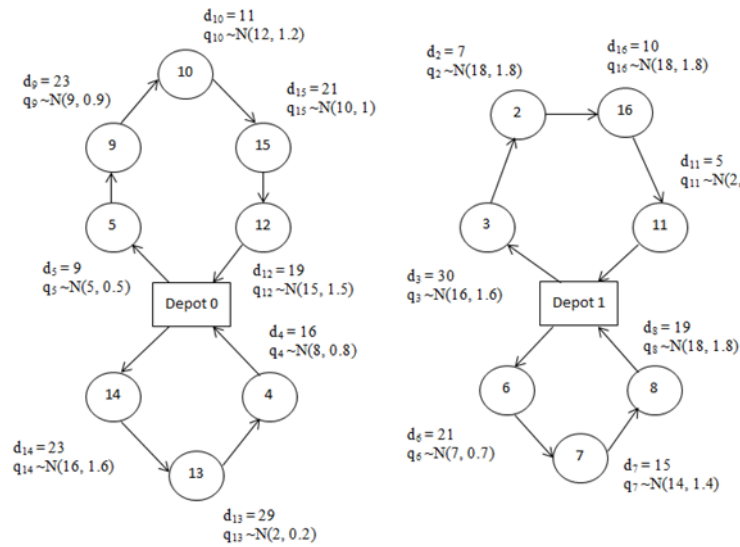 d10 = 11
q10~N(12, 1.2)
10
d9 = 23
q9~N(9, 0.9)
d15 = 21
q15~N(10, 1)
9
15
5
12
d5 = 9
q5~N(5, 0.5)
d12 = 19
q12~N(15, 1.5)
Depot 0
d4 = 16
q4~N(8, 0.8)
14
4
d14 = 23
q14~N(16, 1.6)
13
d13 = 29
q13~N(2, 0.2)
d2 = 7
q2~N(18, 1.8)
d16 = 10
q16~N(18, 1.8)
2
16
d11 = 5
q11~N(2,
3
11
d3 = 30
q3~N(16, 1.6)
Depot 1
d8 = 19
q8~N(18, 1.8)
6
8
d6 = 21
q6~N(7, 0.7)
7
d7 = 15
q7~N(14, 1.4)